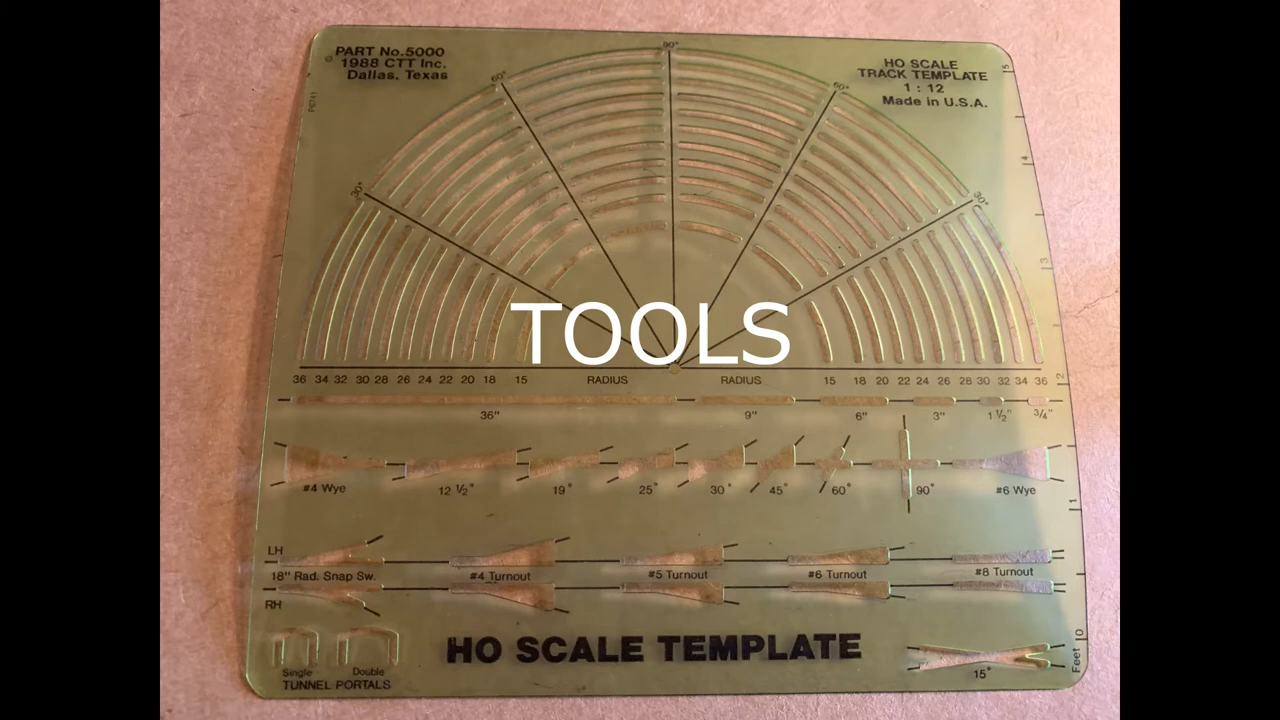 PART No.5000
1988 CTT Inc.
Dallas, Texas
HO SCALE
TRACK TEMPLATE
1 : 12
Made in U.S.A.
P6741
30° 60° 90° 60° 30°
TOOLS
36 34 32 30 28 26 24 22 20 18 15 RADIUS RADIUS 15 18 20 22 24 26 28 30 32 34 36
36" 9" 6" 3" 1 ½" ¾"
#4 Wye 12 ½° 19° 25° 30° 45° 60° 90° #6 Wye
LH
18" Rad. Snap Sw. #4 Turnout #5 Turnout #6 Turnout #8 Turnout
RH
HO SCALE TEMPLATE
Single Double
TUNNEL PORTALS
15°
Feet 0 1 2 3 4 5